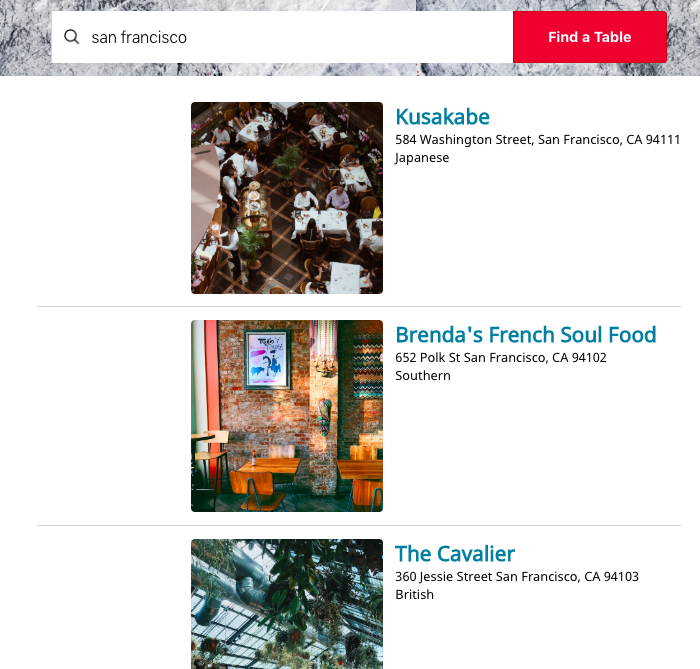 san francisco
Find a Table
Kusakabe
584 Washington Street, San Francisco, CA 94111
Japanese
Brenda's French Soul Food
652 Polk St San Francisco, CA 94102
Southern
The Cavalier
360 Jessie Street San Francisco, CA 94103
British